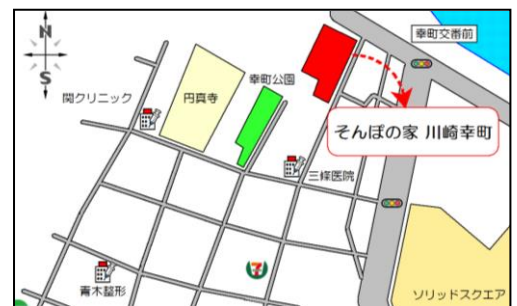 N
S
幸町交番前
関クリニック
円真寺
幸町公園
そんぽの家 川崎幸町
三條医院
7
青木整形
ソリッドスクエア